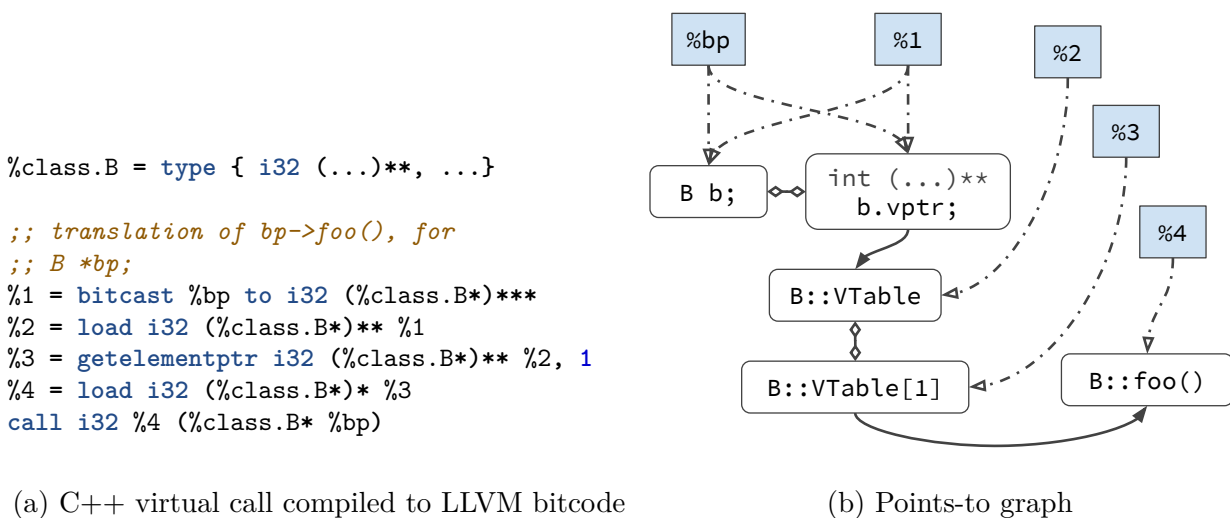 %class.B = type { i32 (...)**, ...}
;; translation of bp->foo(), for
;; B *bp;
%1 = bitcast %bp to i32 (%class.B*)***
%2 = load i32 (%class.B*)** %1
%3 = getelementptr i32 (%class.B*)** %2, 1
%4 = load i32 (%class.B*)* %3
call i32 %4 (%class.B* %bp)
(a) C++ virtual call compiled to LLVM bitcode
%bp
%1
%2
%3
B b;
int (...)**
b.vptr;
%4
B::VTable
B::VTable[1]
B::foo()
(b) Points-to graph